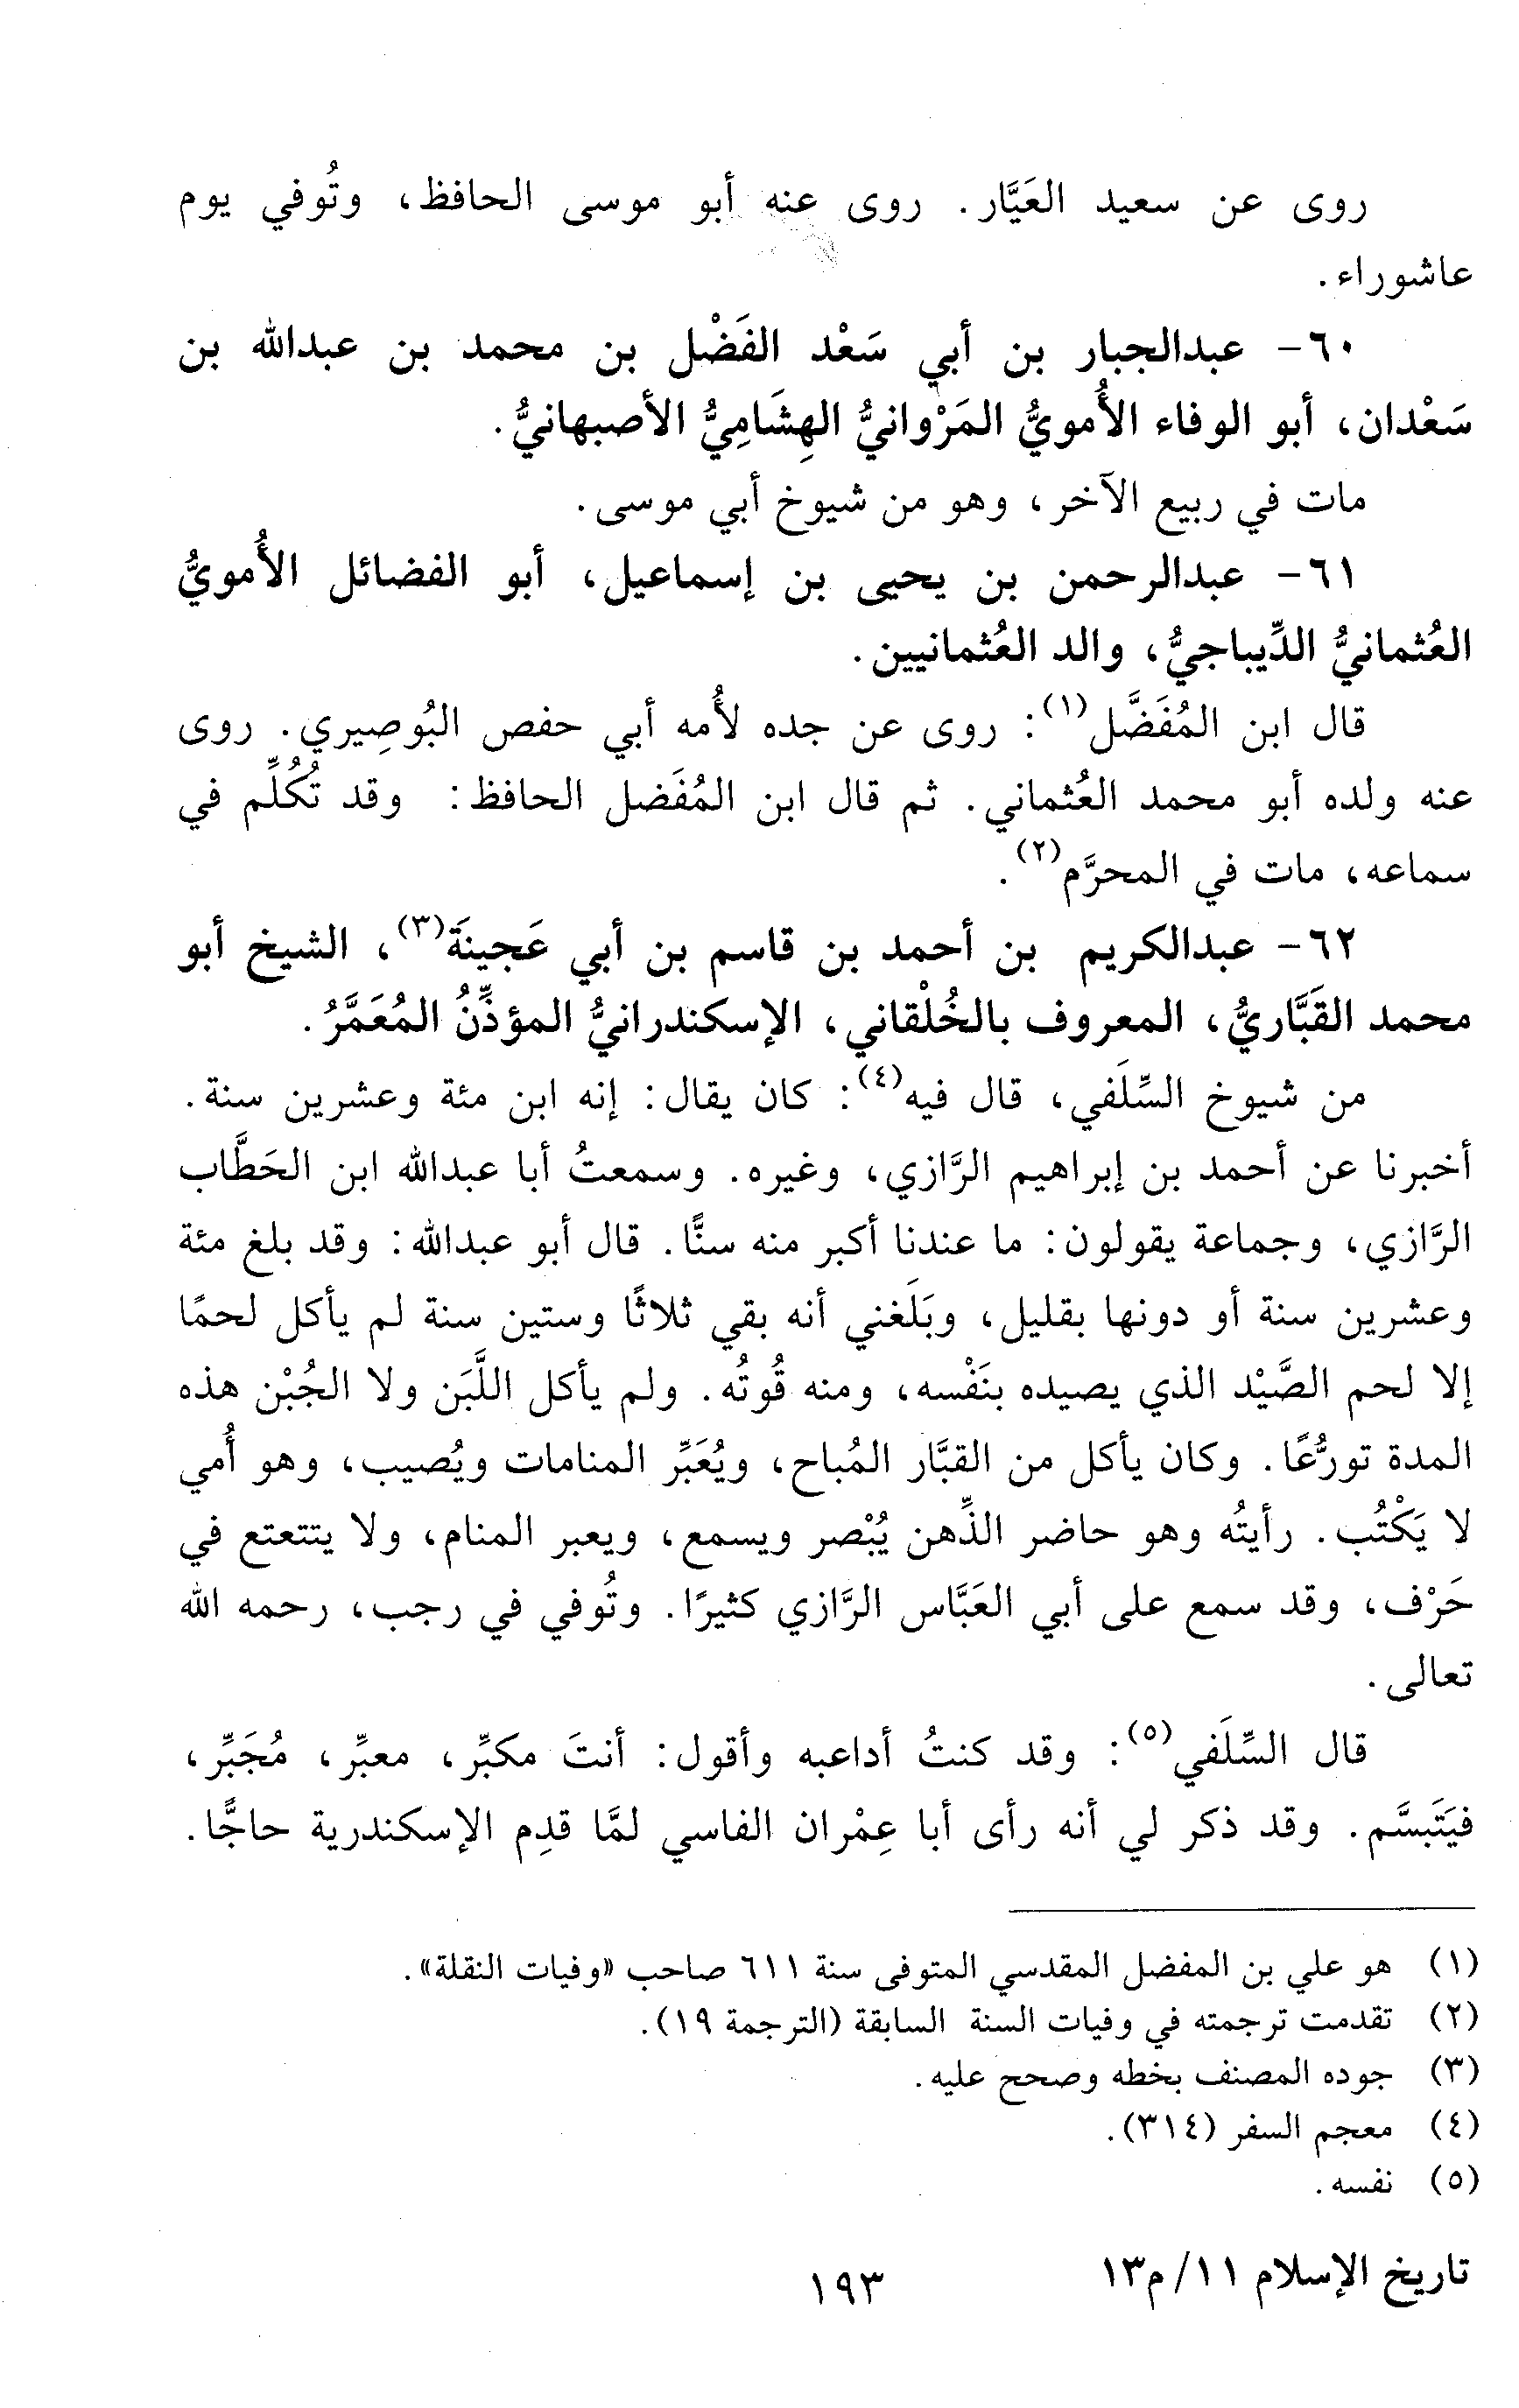 روى عن سعيد العَيَّار. روى عنه أبو موسى الحافظ، وتُوفي يوم
عاشوراء.
٦٠- عبدالجبار بن أبي سَعْد الفَضْل بن محمد بن عبدالله بن
سَعْدان، أبو الوفاء الأُمويُّ المَرْوانيُّ الهِشَامِيُّ الأصبهانيُّ.
مات في ربيع الآخر، وهو من شيوخ أبي موسى.
٦١- عبدالرحمن بن يحيى بن إسماعيل، أبو الفضائل الأُمويُّ
العُثمانيُّ الدِّيباجيُّ، والد العُثمانيين.
قال ابن المُفَضَّل(١): روى عن جده لأُمه أبي حفص البُوصِيري. روى
عنه ولده أبو محمد العُثماني. ثم قال ابن المُفَضل الحافظ: وقد تُكُلِّم في
سماعه، مات في المحرَّم(٢).
٦٢- عبدالكريم بن أحمد بن قاسم بن أبي عَجينَة(٣)، الشيخ أبو
محمد القَبَّاريُّ، المعروف بالخُلْقاني، الإسكندرانيُّ المؤذِّنُ المُعَمَّرُ.
من شيوخ السِّلَفي، قال فيه(٤): كان يقال: إنه ابن مئة وعشرين سنة.
أخبرنا عن أحمد بن إبراهيم الرَّازي، وغيره. وسمعتُ أبا عبدالله ابن الحَطَّاب
الرَّازي، وجماعة يقولون: ما عندنا أكبر منه سنًّا. قال أبو عبدالله: وقد بلغ مئة
وعشرين سنة أو دونها بقليل، وبَلَغني أنه بقي ثلاثًا وستين سنة لم يأكل لحمًا
إلا لحم الصَّيْد الذي يصيده بنَفْسه، ومنه قُوتُه. ولم يأكل اللَّبَن ولا الجُبْن هذه
المدة تورُّعًا. وكان يأكل من القبَّار المُباح، ويُعَبِّر المنامات ويُصيب، وهو أُمي
لا يَكْتُب. رأيتُه وهو حاضر الذِّهن يُبْصر ويسمع، ويعبر المنام، ولا يتتعتع في
حَرْف، وقد سمع على أبي العَبَّاس الرَّازي كثيرًا. وتُوفي في رجب، رحمه الله
تعالى.
قال السِّلَفي(٥): وقد كنتُ أداعبه وأقول: أنتَ مكبِّر، معبِّر، مُجَبِّر،
فيَتَبسَّم. وقد ذكر لي أنه رأى أبا عِمْران الفاسي لمَّا قدِم الإسكندرية حاجًّا.
(١) هو علي بن المفضل المقدسي المتوفى سنة ٦١١ صاحب «وفيات النقلة».
(٢) تقدمت ترجمته في وفيات السنة السابقة (الترجمة ١٩).
(٣) جوده المصنف بخطه وصحح عليه.
(٤) معجم السفر (٣١٤).
(٥) نفسه.
تاريخ الإسلام ١١/م١٣
١٩٣